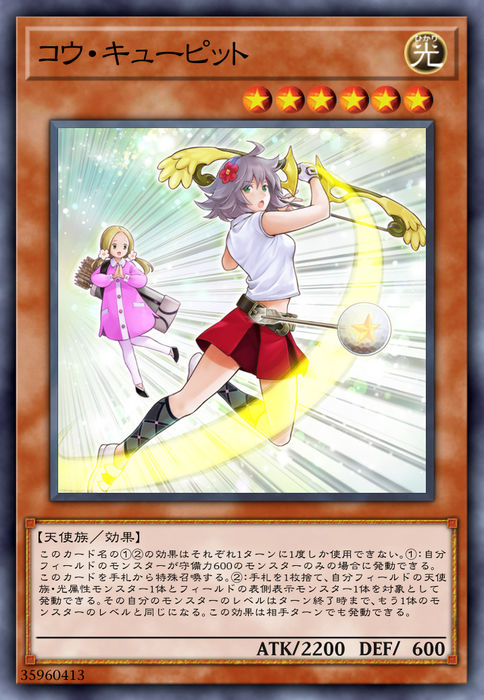 コウ・キューピット
ひかり
光
【天使族／効果】
このカード名の①②の効果はそれぞれ1ターンに1度しか使用できない。①：自分
フィールドのモンスターが守備力600のモンスターのみの場合に発動できる。
このカードを手札から特殊召喚する。②：手札を1枚捨て、自分フィールドの天使
族・光属性モンスター1体とフィールドの表側表示モンスター1体を対象として
発動できる。その自分のモンスターのレベルはターン終了時まで、もう1体のモ
ンスターのレベルと同じになる。この効果は相手ターンでも発動できる。
ATK/2200 DEF/ 600
35960413